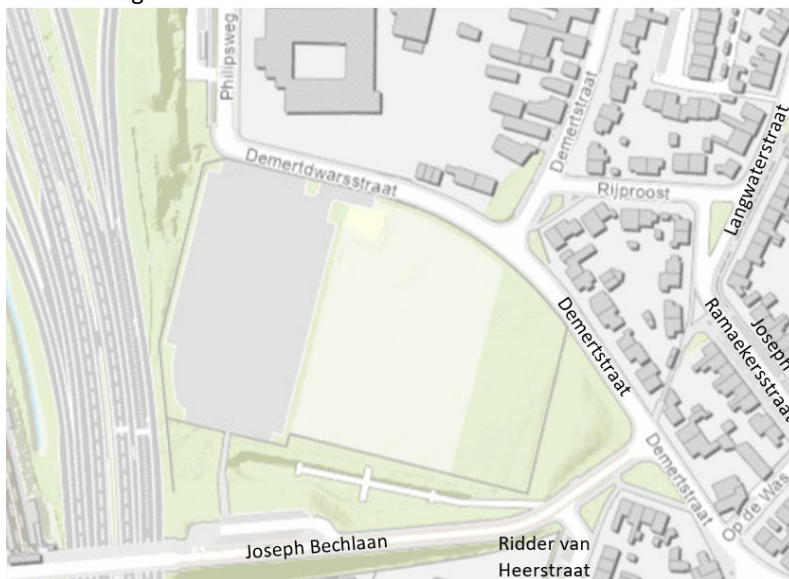 Philipsweg
Demertstraat
Demertdwarsstraat
Rijproost
Langwaterstraat
Demertstraat
Joseph
Ramaekersstraat
Demertstraat
Op de Was
Joseph Bechlaan
Ridder van
Heerstraat